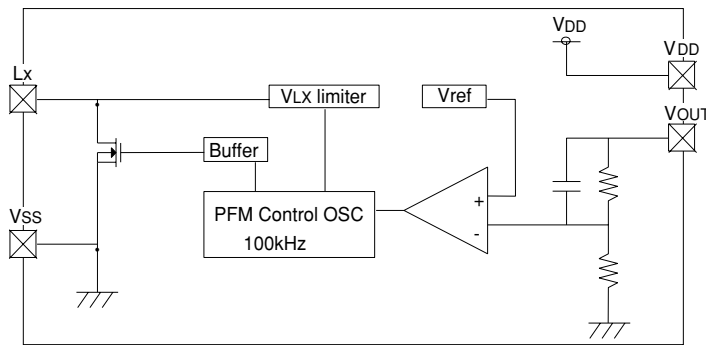 VDD
VDD
Lx
VLX limiter
Vref
VOUT
Buffer
+
PFM Control OSC
100kHz
-
VSS